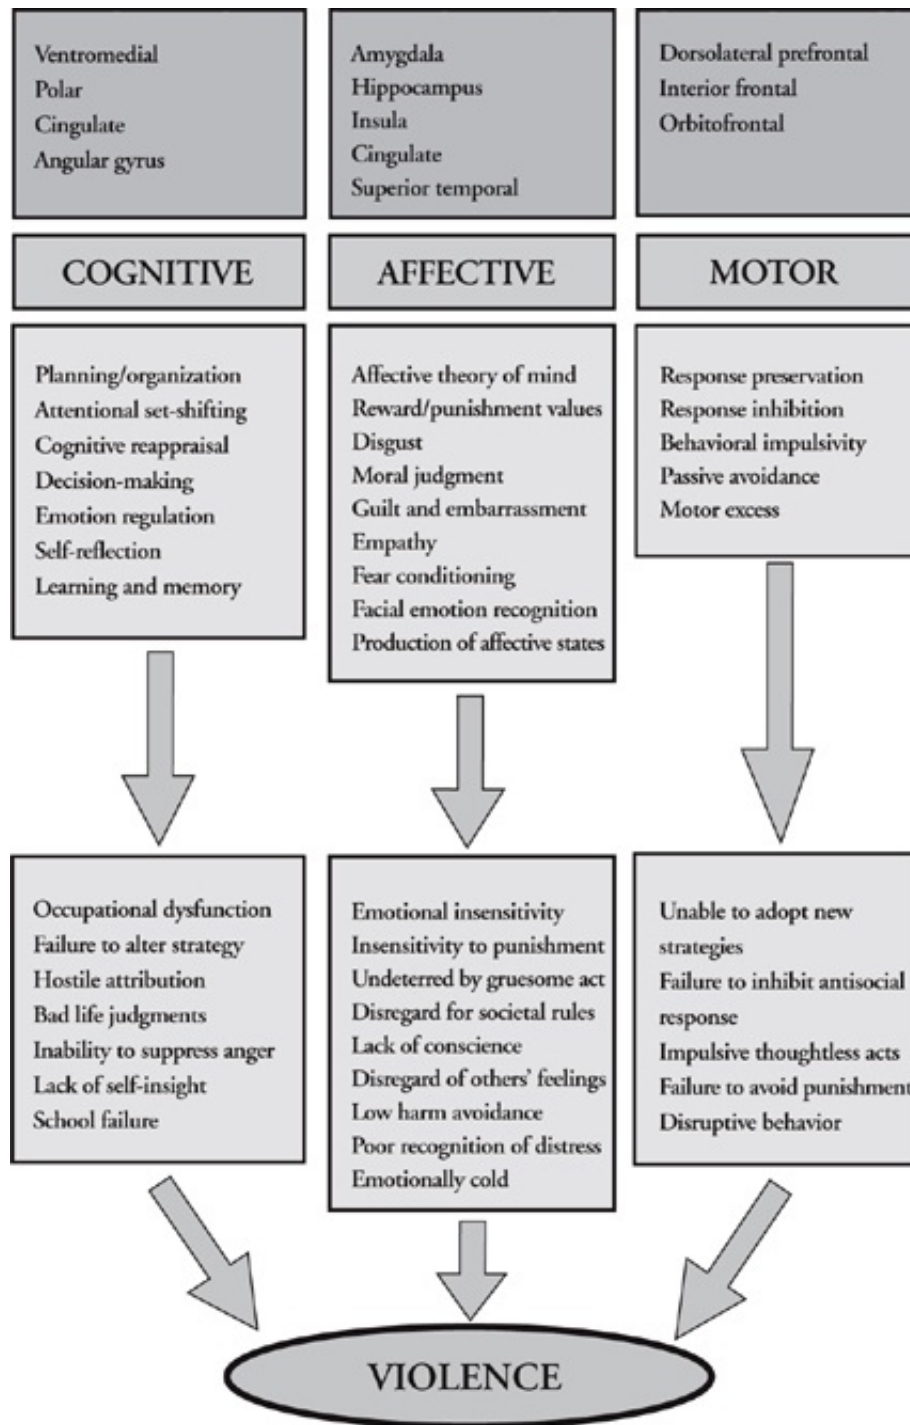 Ventromedial
Polar
Cingulate
Angular gyrus
Amygdala
Hippocampus
Insula
Cingulate
Superior temporal
Dorsolateral prefrontal
Interior frontal
Orbitofrontal
COGNITIVE
AFFECTIVE
MOTOR
Planning/organization
Attentional set-shifting
Cognitive reappraisal
Decision-making
Emotion regulation
Self-reflection
Learning and memory
Affective theory of mind
Reward/punishment values
Disgust
Moral judgment
Guilt and embarrassment
Empathy
Fear conditioning
Facial emotion recognition
Production of affective states
Response preservation
Response inhibition
Behavioral impulsivity
Passive avoidance
Motor excess
Occupational dysfunction
Failure to alter strategy
Hostile attribution
Bad life judgments
Inability to suppress anger
Lack of self-insight
School failure
Emotional insensitivity
Insensitivity to punishment
Undeterred by gruesome act
Disregard for societal rules
Lack of conscience
Disregard of others' feelings
Low harm avoidance
Poor recognition of distress
Emotionally cold
Unable to adopt new
strategies
Failure to inhibit antisocial
response
Impulsive thoughtless acts
Failure to avoid punishment
Disruptive behavior
VIOLENCE